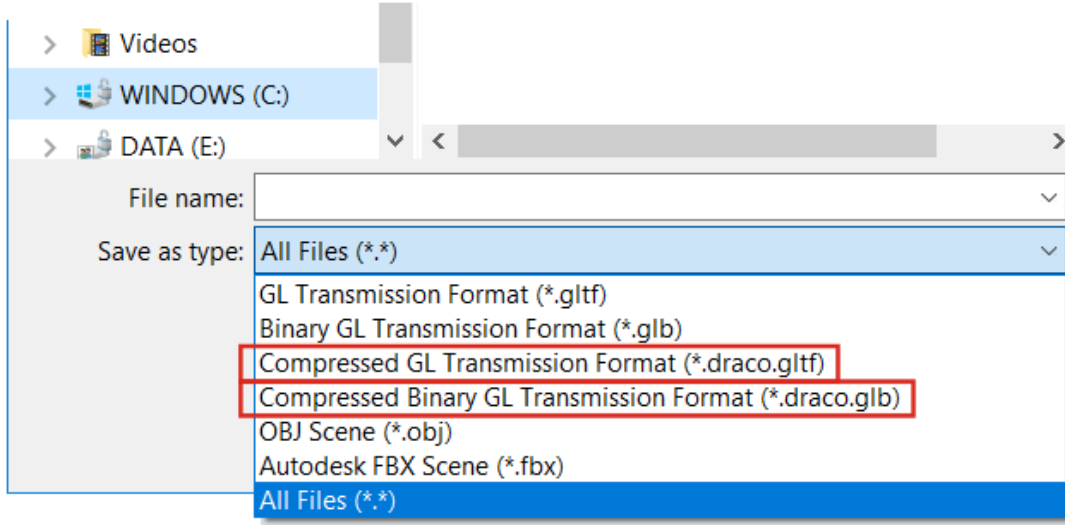 Videos
WINDOWS (C:)
DATA (E:)
File name:
Save as type: All Files (*.*)
GL Transmission Format (*.gltf)
Binary GL Transmission Format (*.glb)
Compressed GL Transmission Format (*.draco.gltf)
Compressed Binary GL Transmission Format (*.draco.glb)
OBJ Scene (*.obj)
Autodesk FBX Scene (*.fbx)
All Files (*.*)